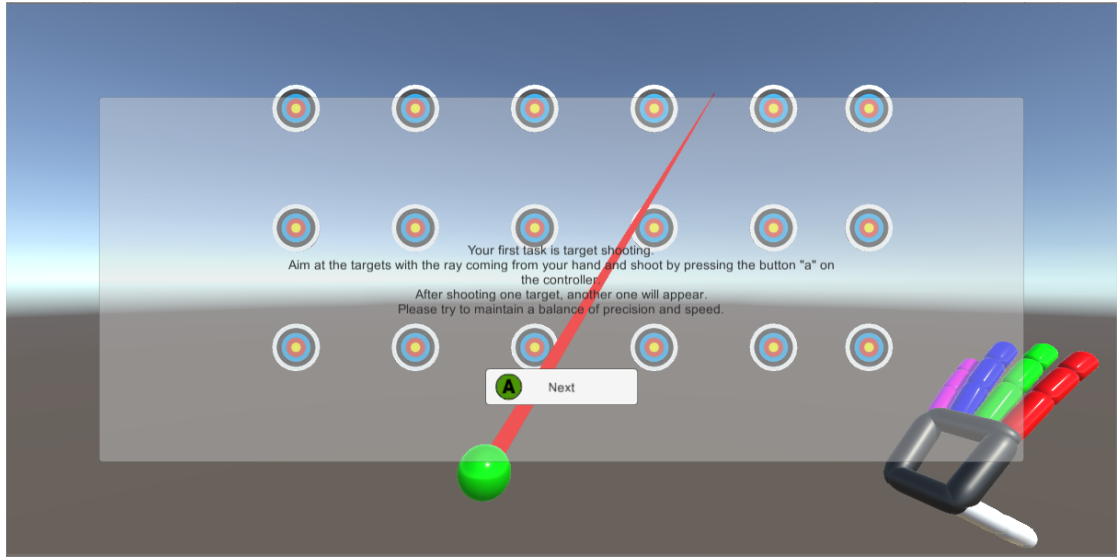 Your first task is target shooting.
Aim at the targets with the ray coming from your hand and shoot by pressing the button "a" on
the controller.
After shooting one target, another one will appear.
Please try to maintain a balance of precision and speed.
A Next